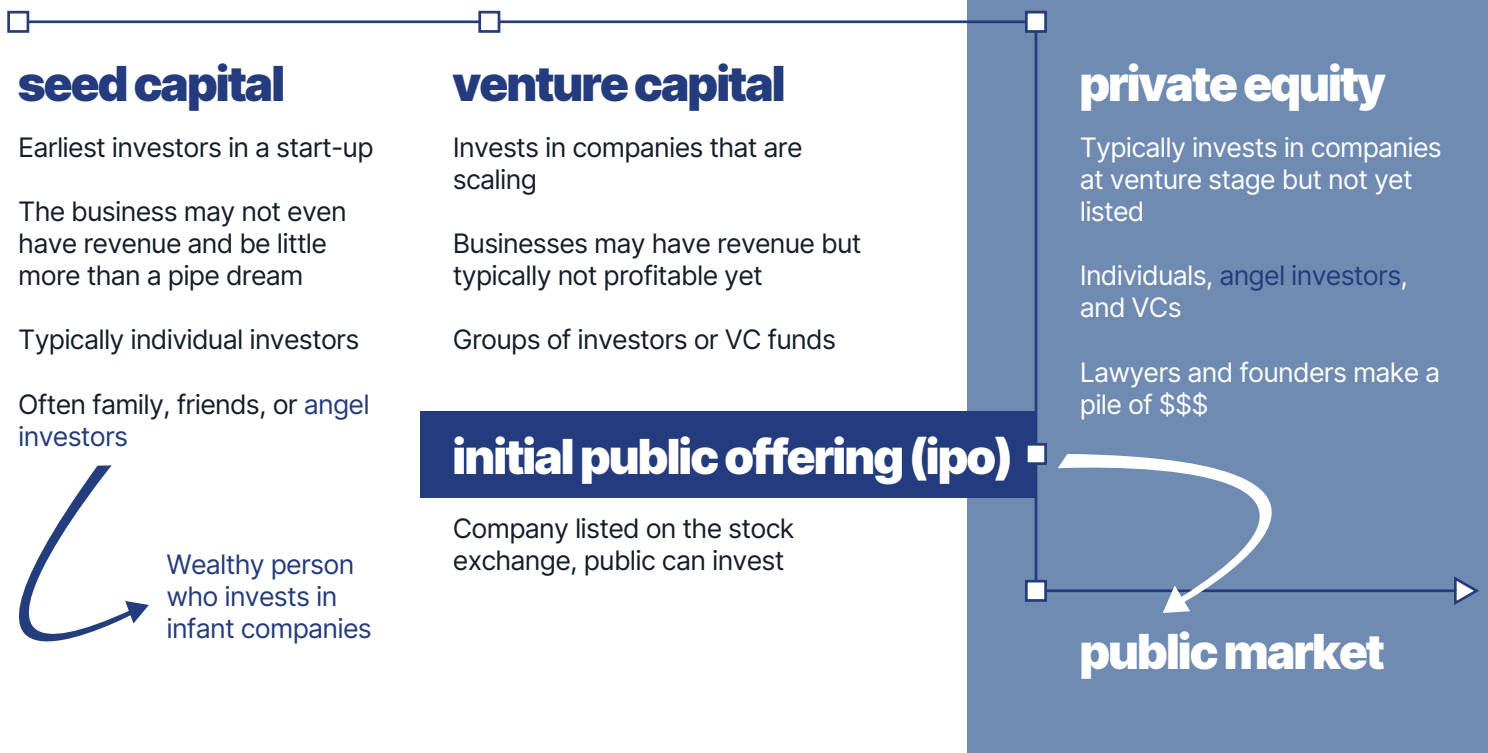 seed capital
Earliest investors in a start-up
The business may not even
have revenue and be little
more than a pipe dream
Typically individual investors
Often family, friends, or angel
investors
Wealthy person
who invests in
infant companies
venture capital
Invests in companies that are
scaling
Businesses may have revenue but
typically not profitable yet
Groups of investors or VC funds
initial public offering (ipo)
Company listed on the stock
exchange, public can invest
private equity
Typically invests in companies
at venture stage but not yet
listed
Individuals, angel investors,
and VCs
Lawyers and founders make a
pile of $$$
public market